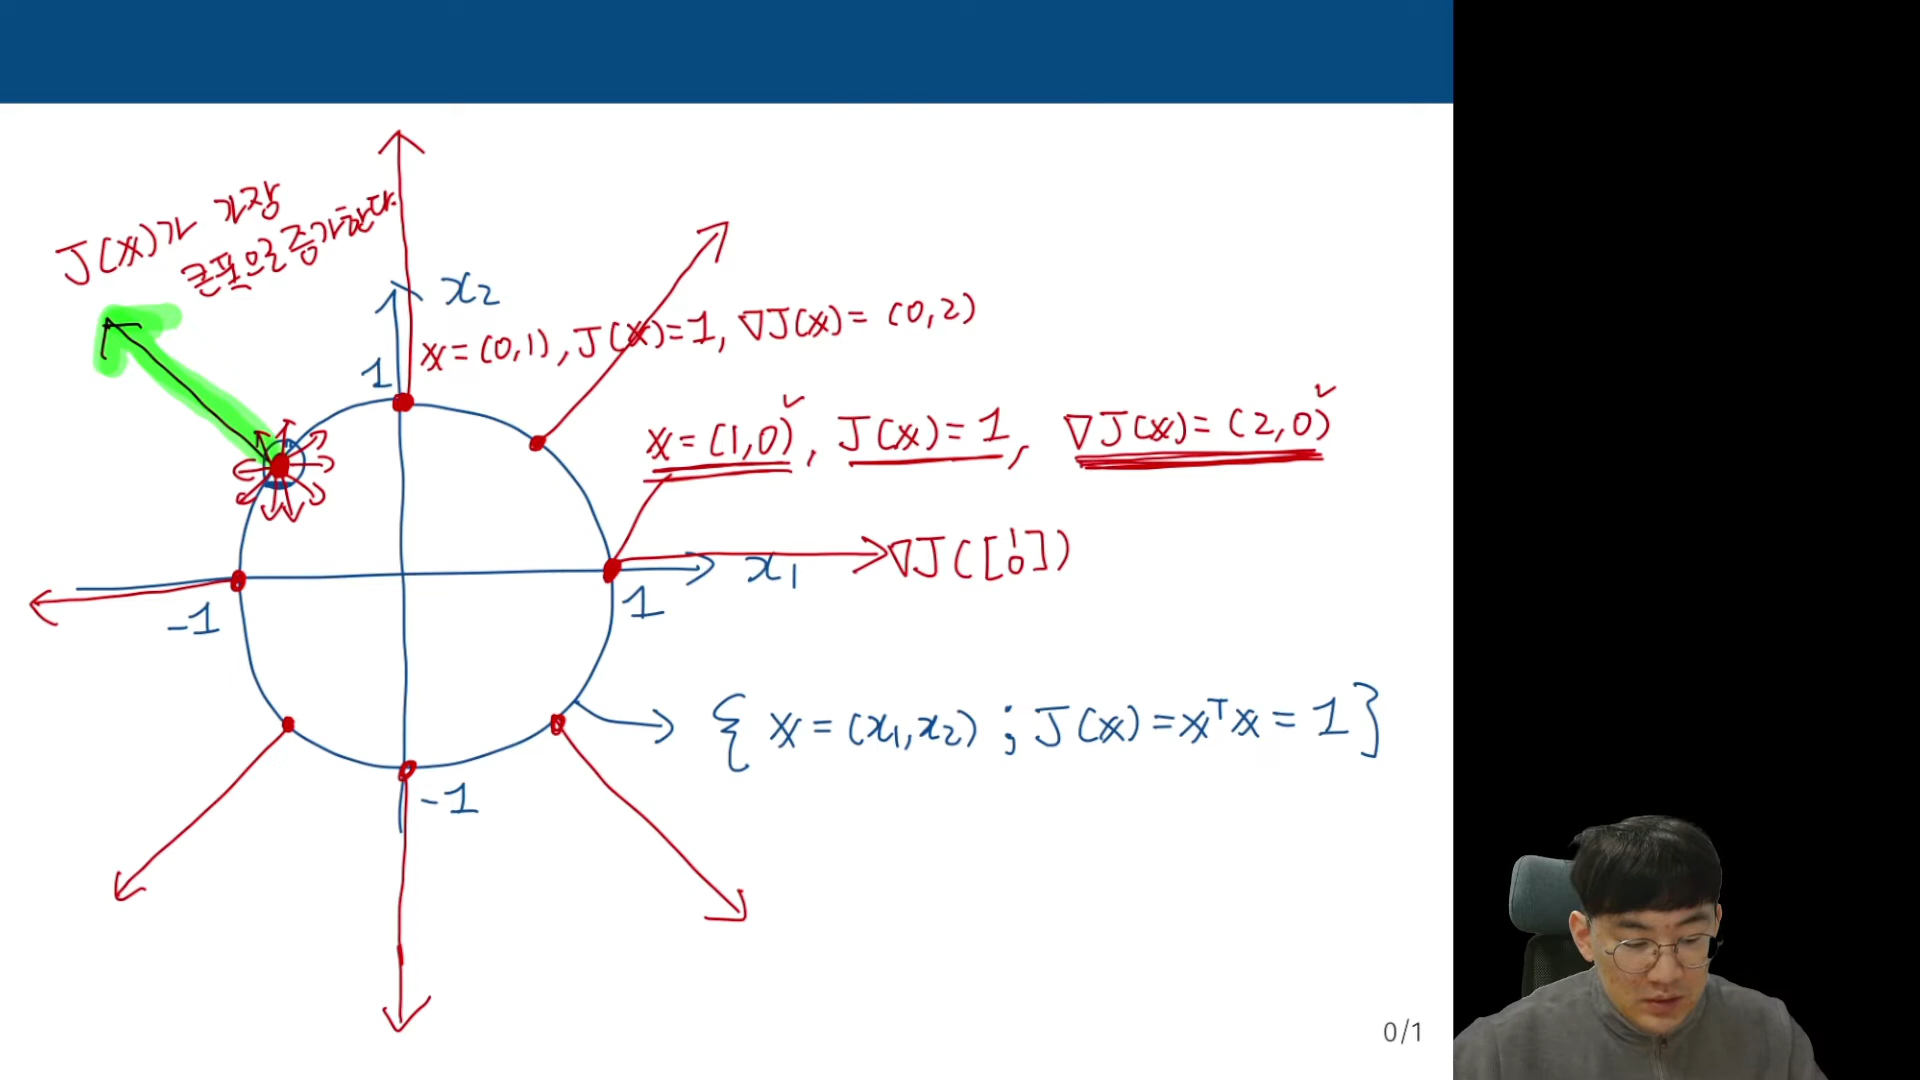 J(x)가 가장
큰폭으로 증가한다.
x₂
1
x = (0,1), J(x)=1, ∇J(x) = (0,2)
x = (1,0), J(x) = 1, ∇J(x) = (2,0)
∇J([1 0])
x₁
-1
1
{ x = (x₁,x₂) ; J(x) = xᵀx = 1 }
-1
0/1